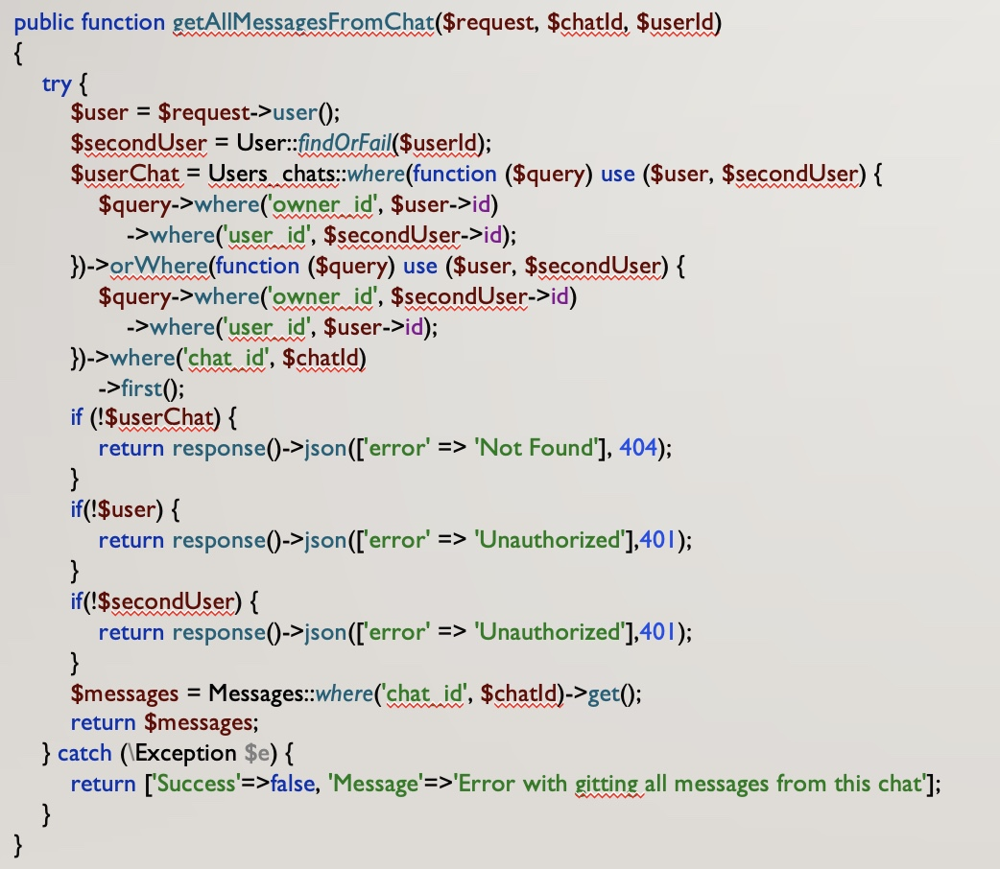 public function getAllMessagesFromChat($request, $chatId, $userId)
{
try {
$user = $request->user();
$secondUser = User::findOrFail($userId);
$userChat = Users_chats::where(function ($query) use ($user, $secondUser) {
$query->where('owner_id', $user->id)
->where('user_id', $secondUser->id);
})->orWhere(function ($query) use ($user, $secondUser) {
$query->where('owner_id', $secondUser->id)
->where('user_id', $user->id);
})->where('chat_id', $chatId)
->first();
if (!$userChat) {
return response()->json(['error' => 'Not Found'], 404);
}
if(!$user) {
return response()->json(['error' => 'Unauthorized'],401);
}
if(!$secondUser) {
return response()->json(['error' => 'Unauthorized'],401);
}
$messages = Messages::where('chat_id', $chatId)->get();
return $messages;
} catch (\Exception $e) {
return ['Success'=>false, 'Message'=>'Error with gitting all messages from this chat'];
}
}